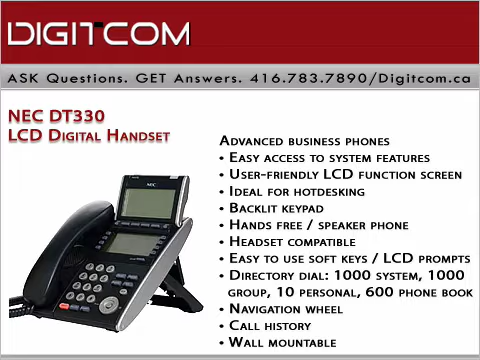 DIGITCOM
ASK Questions. GET Answers. 416.783.7890/Digitcom.ca
NEC DT330
LCD Digital Handset
Advanced business phones
• Easy access to system features
• User-friendly LCD function screen
• Ideal for hotdesking
• Backlit keypad
• Hands free / speaker phone
• Headset compatible
• Easy to use soft keys / LCD prompts
• Directory dial: 1000 system, 1000
group, 10 personal, 600 phone book
• Navigation wheel
• Call history
• Wall mountable
NEC